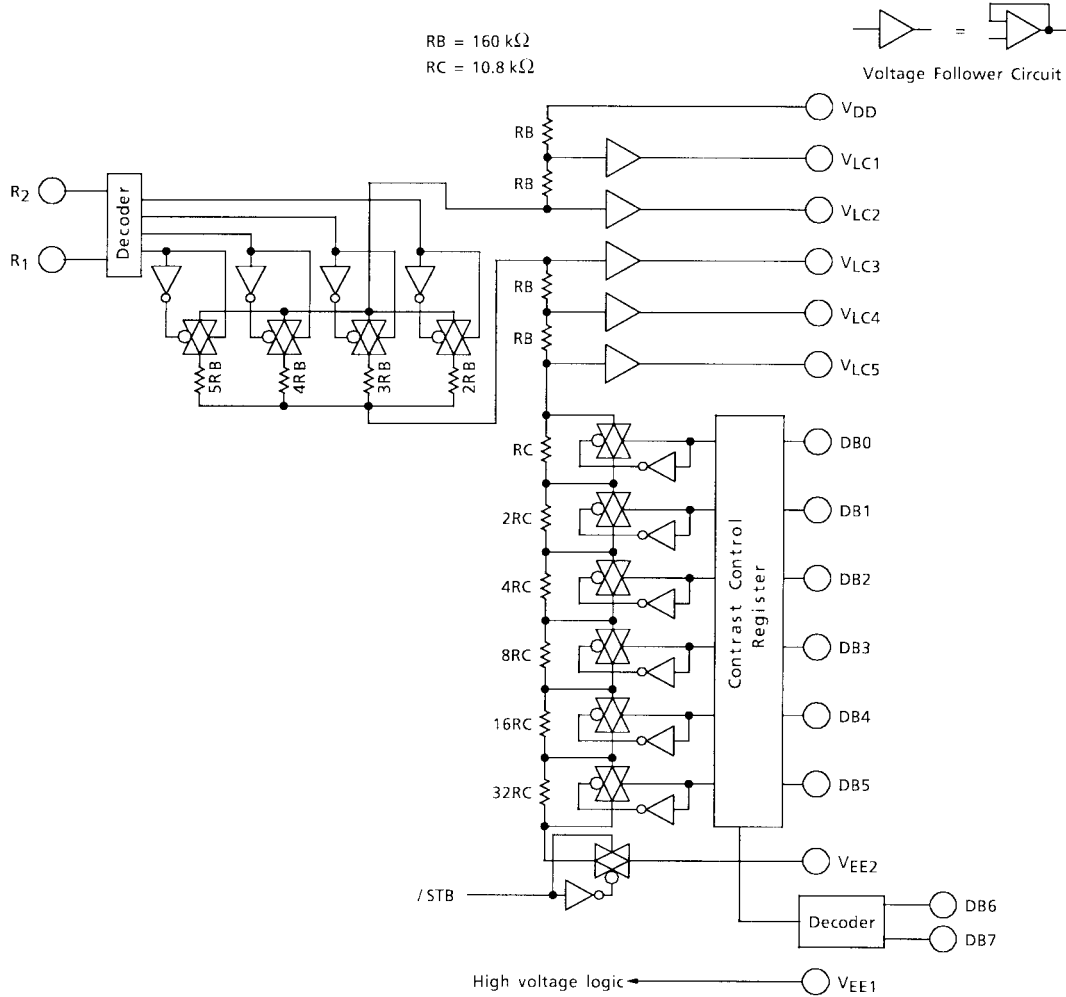 RB = 160 kΩ
RC = 10.8 kΩ
=
Voltage Follower Circuit
VDD
RB
VLC1
RB
VLC2
R2
Decoder
R1
VLC3
RB
VLC4
RB
VLC5
5RB
4RB
3RB
2RB
RC
DB0
2RC
DB1
4RC
DB2
8RC
DB3
16RC
DB4
32RC
DB5
Contrast Control
Register
VEE2
/STB
Decoder
DB6
DB7
High voltage logic
VEE1